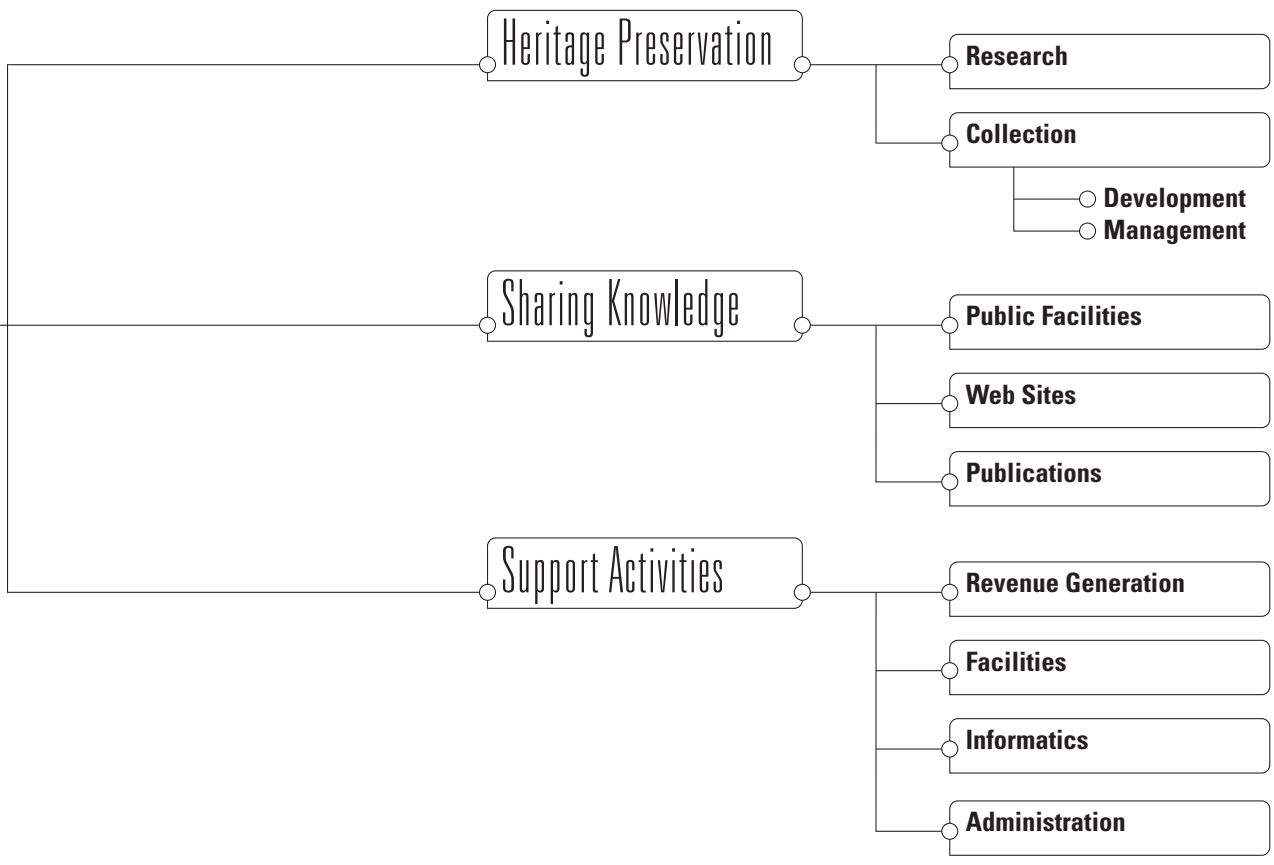 Heritage Preservation
Research
Collection
Development
Management
Sharing Knowledge
Public Facilities
Web Sites
Publications
Support Activities
Revenue Generation
Facilities
Informatics
Administration